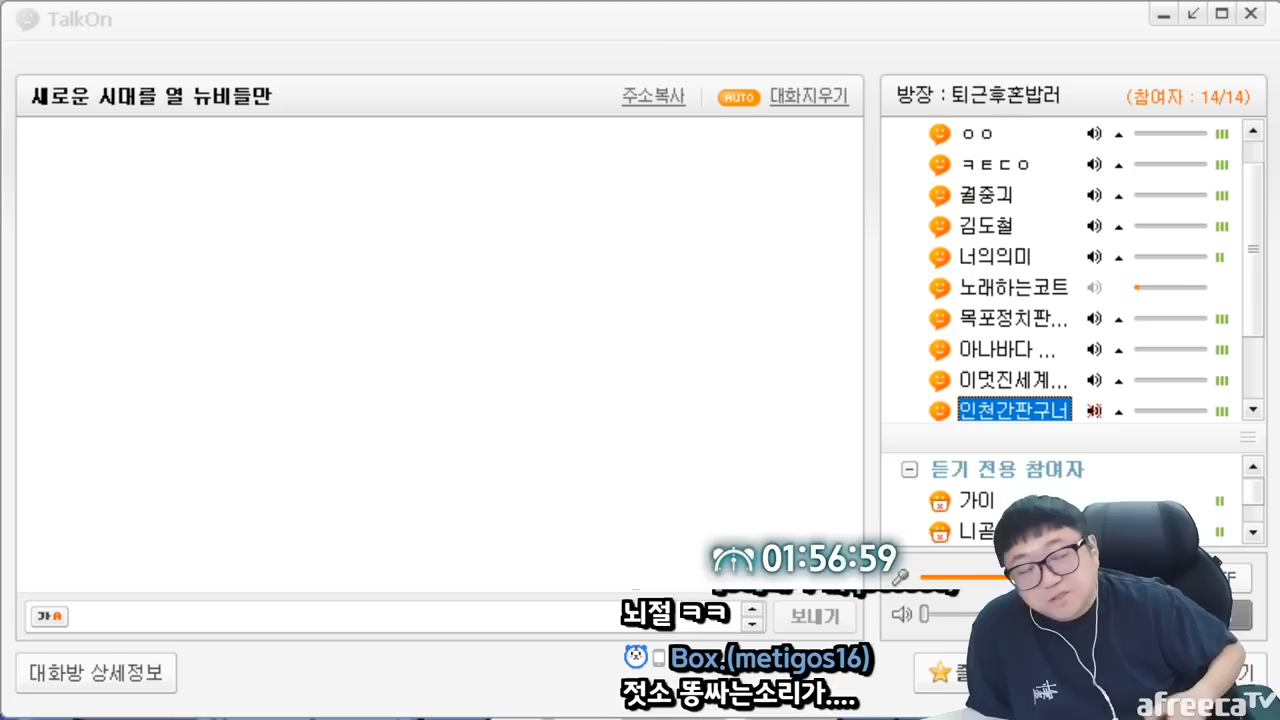 TalkOn
새로운 시대를 열 뉴비들만
주소복사
AUTO 대화지우기
방장 : 퇴근후혼밥러
(참여자 : 14/14)
ㅇㅇ
ㅋㅌㄷㅇ
궐중긔
김도철
너의의미
노래하는코트
목포정치판...
아나바다 ...
이멋진세계...
인천간판구너
듣기 전용 참여자
가이
니곰
01:56:59
가
뇌절 ㅋㅋ
보내기
Box.(metigos16)
젓소 똥싸는소리가....
대화방 상세정보
afreecaTV